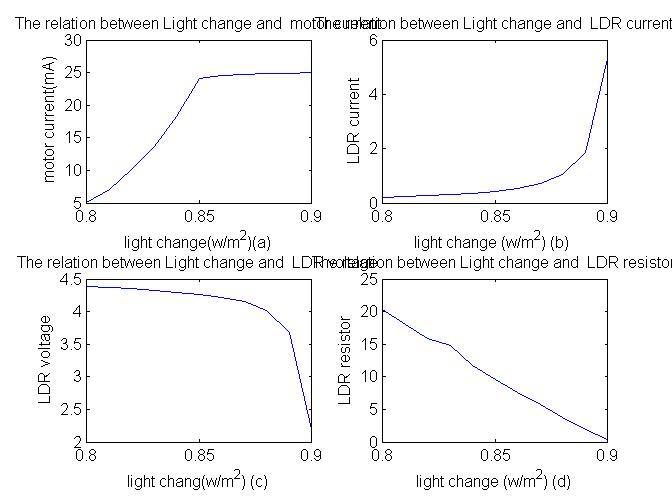 The relation between Light change and motor current
30
25
20
15
10
5
motor current(mA)
0.8 0.85 0.9
light change(w/m2)(a)
The relation between Light change and LDR current
6
4
2
0
LDR current
0.8 0.85 0.9
light change (w/m2) (b)
The relation between Light change and LDR voltage
4.5
4
3.5
3
2.5
2
LDR voltage
0.8 0.85 0.9
light chang(w/m2) (c)
The relation between Light change and LDR resistor
25
20
15
10
5
0
LDR resistor
0.8 0.85 0.9
light change (w/m2) (d)